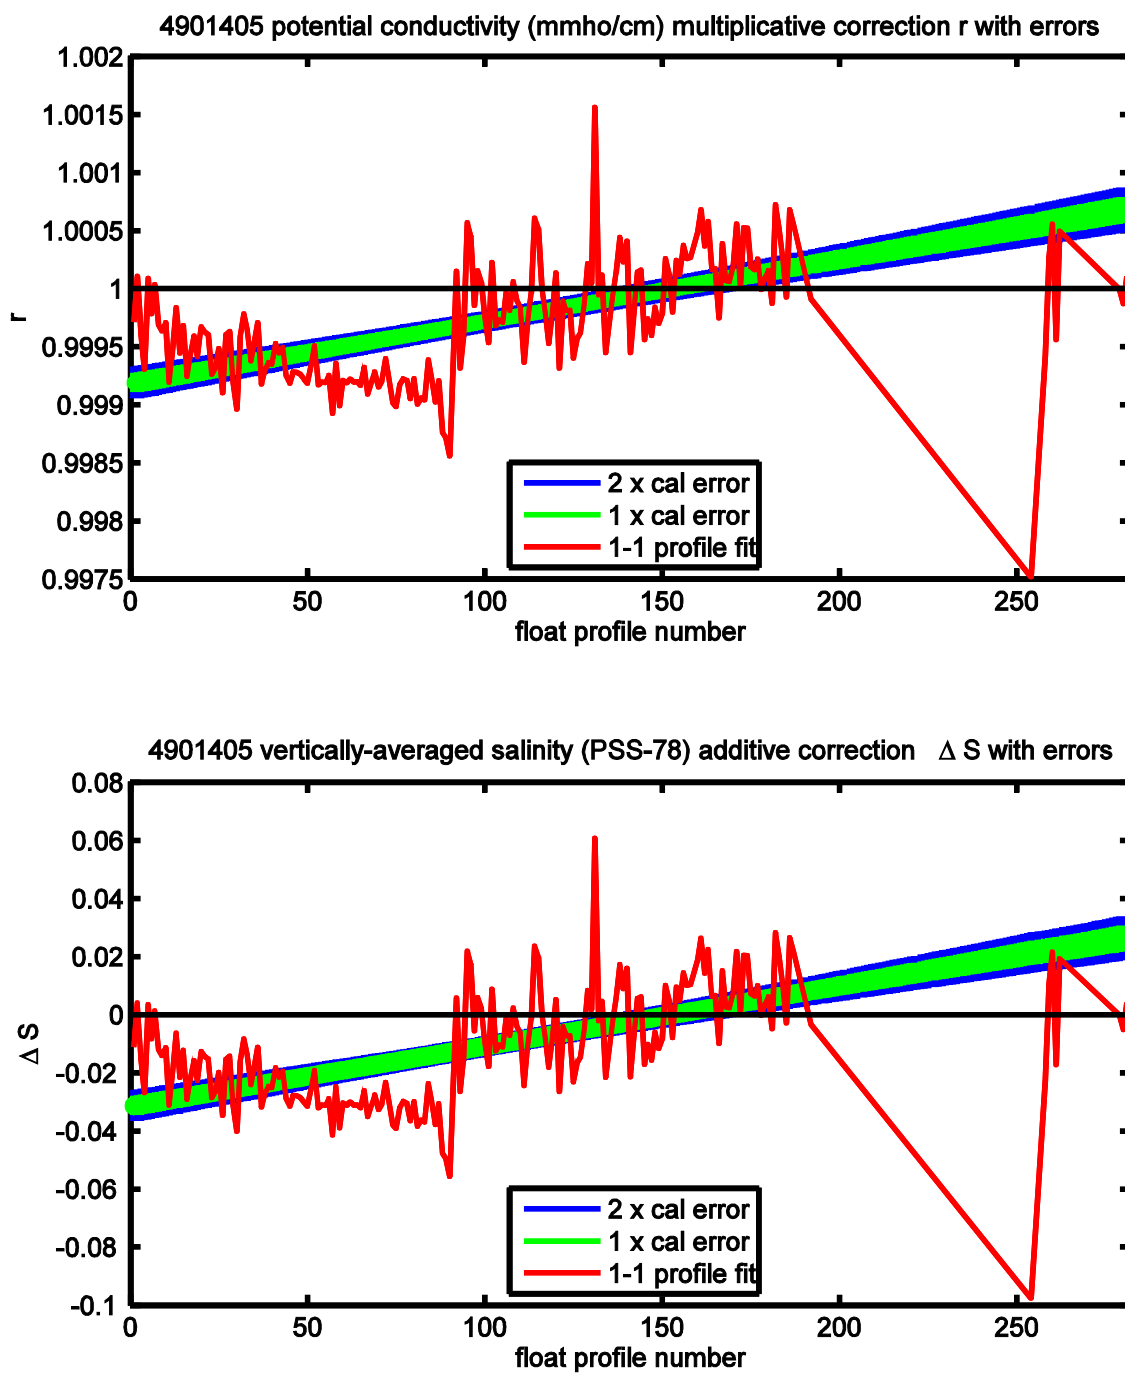 4901405 potential conductivity (mmho/cm) multiplicative correction r with errors
1.002
1.0015
1.001
1.0005
1
0.9995
0.999
0.9985
0.998
0.9975
r
2 x cal error
1 x cal error
1-1 profile fit
0 50 100 150 200 250
float profile number
4901405 vertically-averaged salinity (PSS-78) additive correction Δ S with errors
0.08
0.06
0.04
0.02
0
-0.02
-0.04
-0.06
-0.08
-0.1
Δ S
2 x cal error
1 x cal error
1-1 profile fit
0 50 100 150 200 250
float profile number